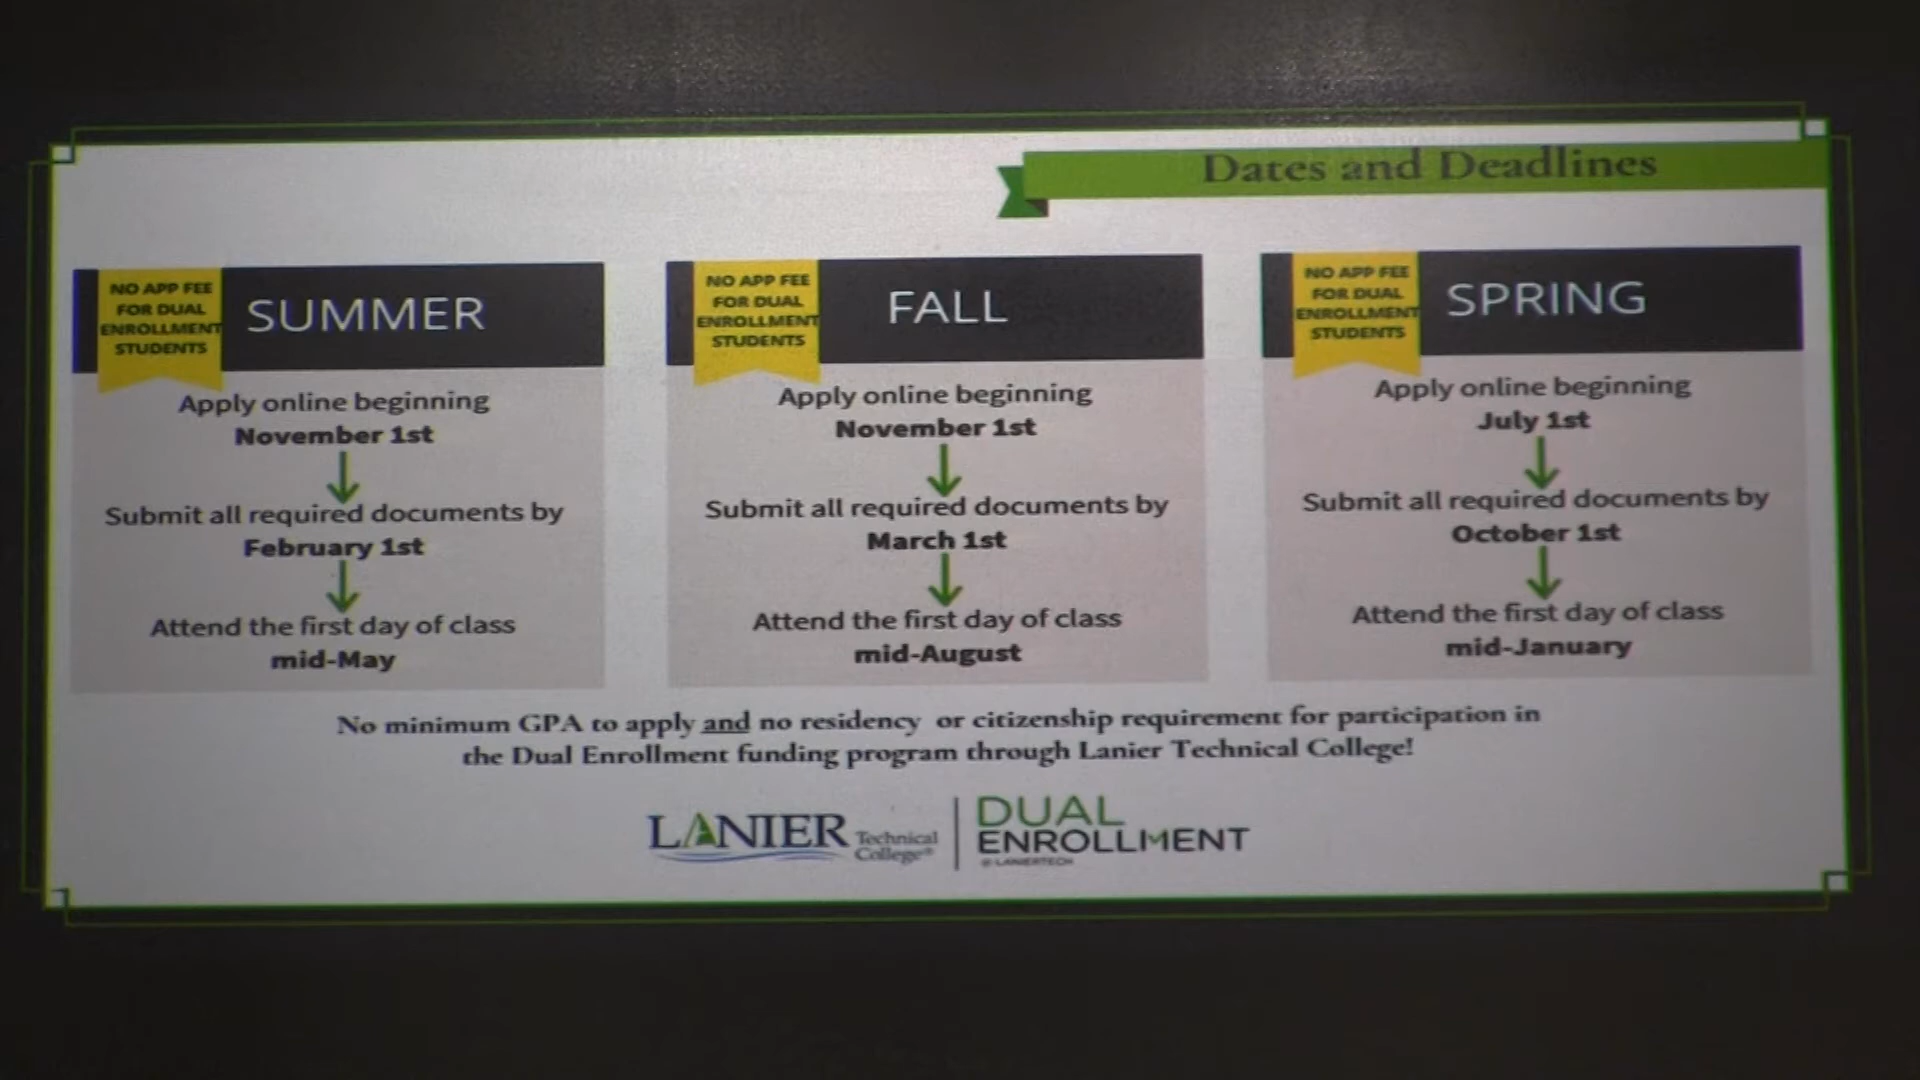 Dates and Deadlines
NO APP FEE
FOR DUAL
ENROLLMENT
STUDENTS
SUMMER
Apply online beginning
November 1st
Submit all required documents by
February 1st
Attend the first day of class
mid-May
NO APP FEE
FOR DUAL
ENROLLMENT
STUDENTS
FALL
Apply online beginning
November 1st
Submit all required documents by
March 1st
Attend the first day of class
mid-August
NO APP FEE
FOR DUAL
ENROLLMENT
STUDENTS
SPRING
Apply online beginning
July 1st
Submit all required documents by
October 1st
Attend the first day of class
mid-January
No minimum GPA to apply and no residency or citizenship requirement for participation in
the Dual Enrollment funding program through Lanier Technical College!
LANIER Technical
College®
DUAL
ENROLLMENT
@ LANIERTECH